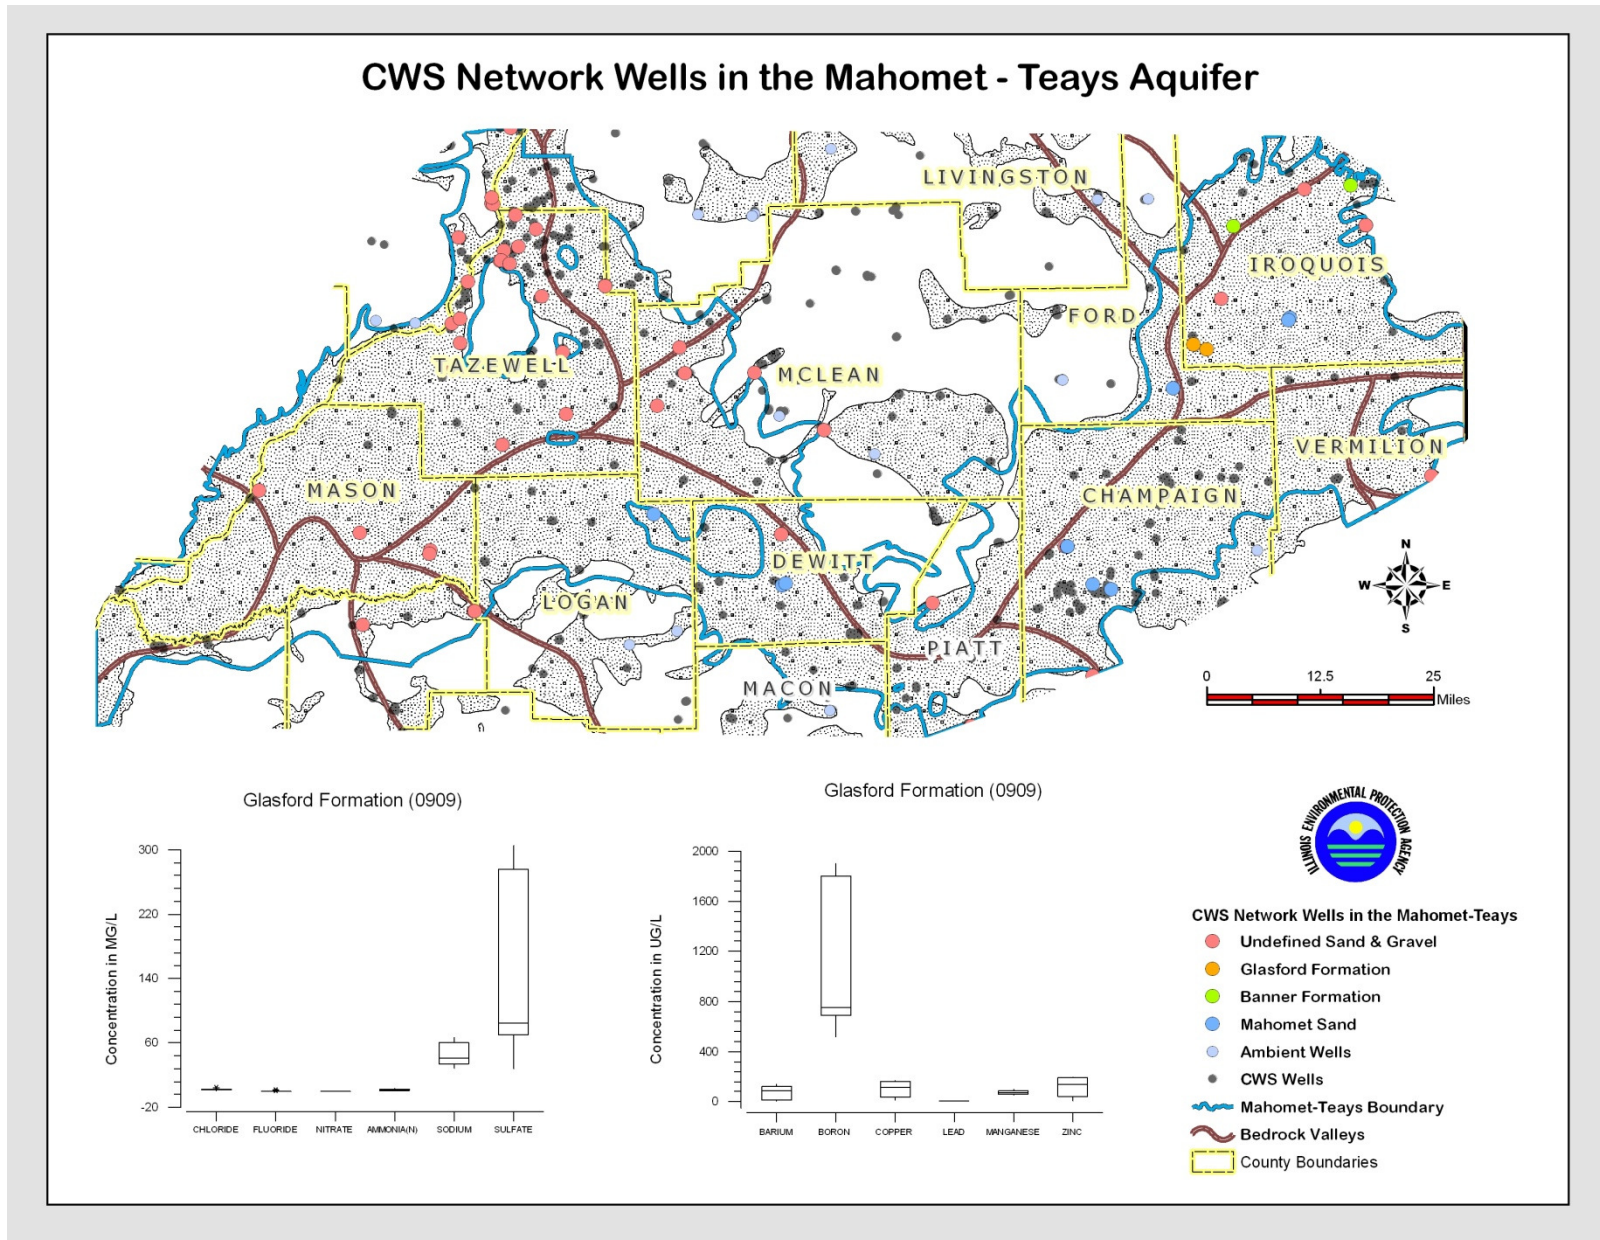 CWS Network Wells in the Mahomet - Teays Aquifer
LIVINGSTON
IROQUOIS
FORD
TAZEWELL
MCLEAN
VERMILION
MASON
CHAMPAIGN
DEWITT
LOGAN
PIATT
MACON
N
W E
S
0 12.5 25
Miles
Glasford Formation (0909)
Concentration in MG/L
300
220
140
60
-20
CHLORIDE FLUORIDE NITRATE AMMONIA(N) SODIUM SULFATE
Glasford Formation (0909)
Concentration in UG/L
2000
1600
1200
800
400
0
BARIUM BORON COPPER LEAD MANGANESE ZINC
ILLINOIS ENVIRONMENTAL PROTECTION AGENCY
CWS Network Wells in the Mahomet-Teays
Undefined Sand & Gravel
Glasford Formation
Banner Formation
Mahomet Sand
Ambient Wells
CWS Wells
Mahomet-Teays Boundary
Bedrock Valleys
County Boundaries